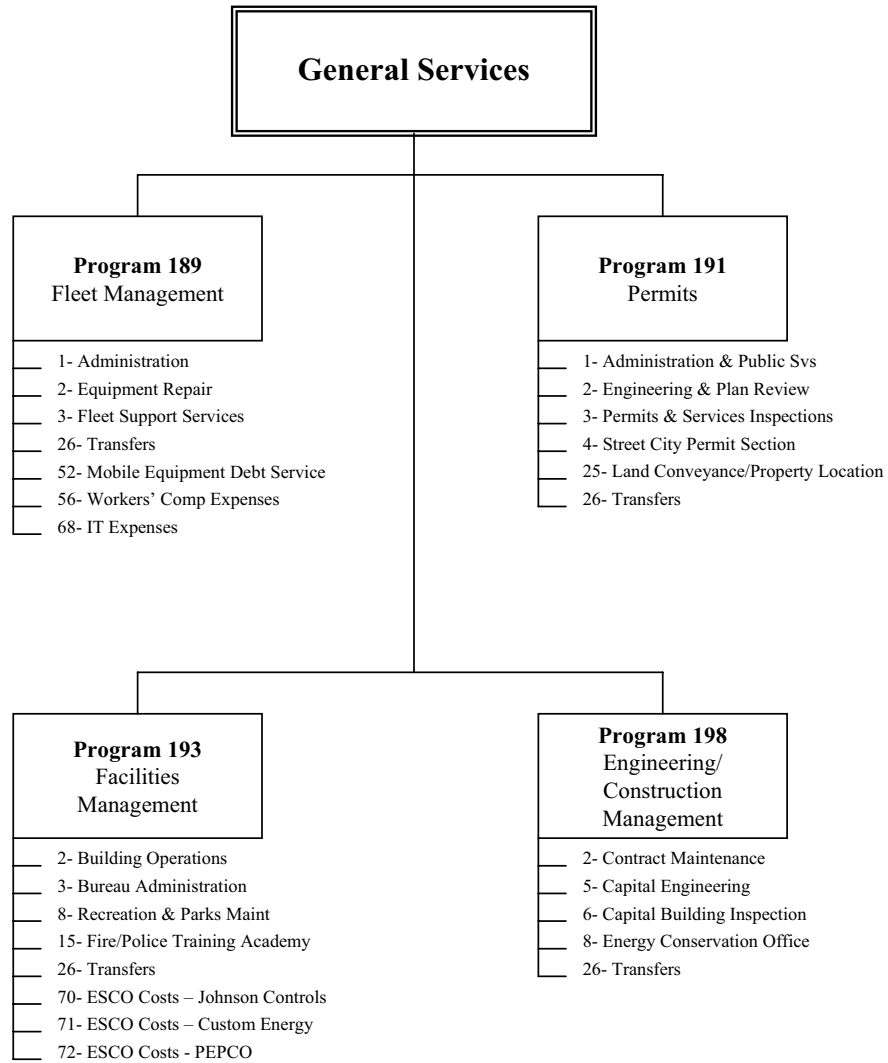 General Services
Program 189
Fleet Management
1- Administration
2- Equipment Repair
3- Fleet Support Services
26- Transfers
52- Mobile Equipment Debt Service
56- Workers’ Comp Expenses
68- IT Expenses
Program 191
Permits
1- Administration & Public Svs
2- Engineering & Plan Review
3- Permits & Services Inspections
4- Street City Permit Section
25- Land Conveyance/Property Location
26- Transfers
Program 193
Facilities
Management
2- Building Operations
3- Bureau Administration
8- Recreation & Parks Maint
15- Fire/Police Training Academy
26- Transfers
70- ESCO Costs – Johnson Controls
71- ESCO Costs – Custom Energy
72- ESCO Costs - PEPCO
Program 198
Engineering/
Construction
Management
2- Contract Maintenance
5- Capital Engineering
6- Capital Building Inspection
8- Energy Conservation Office
26- Transfers